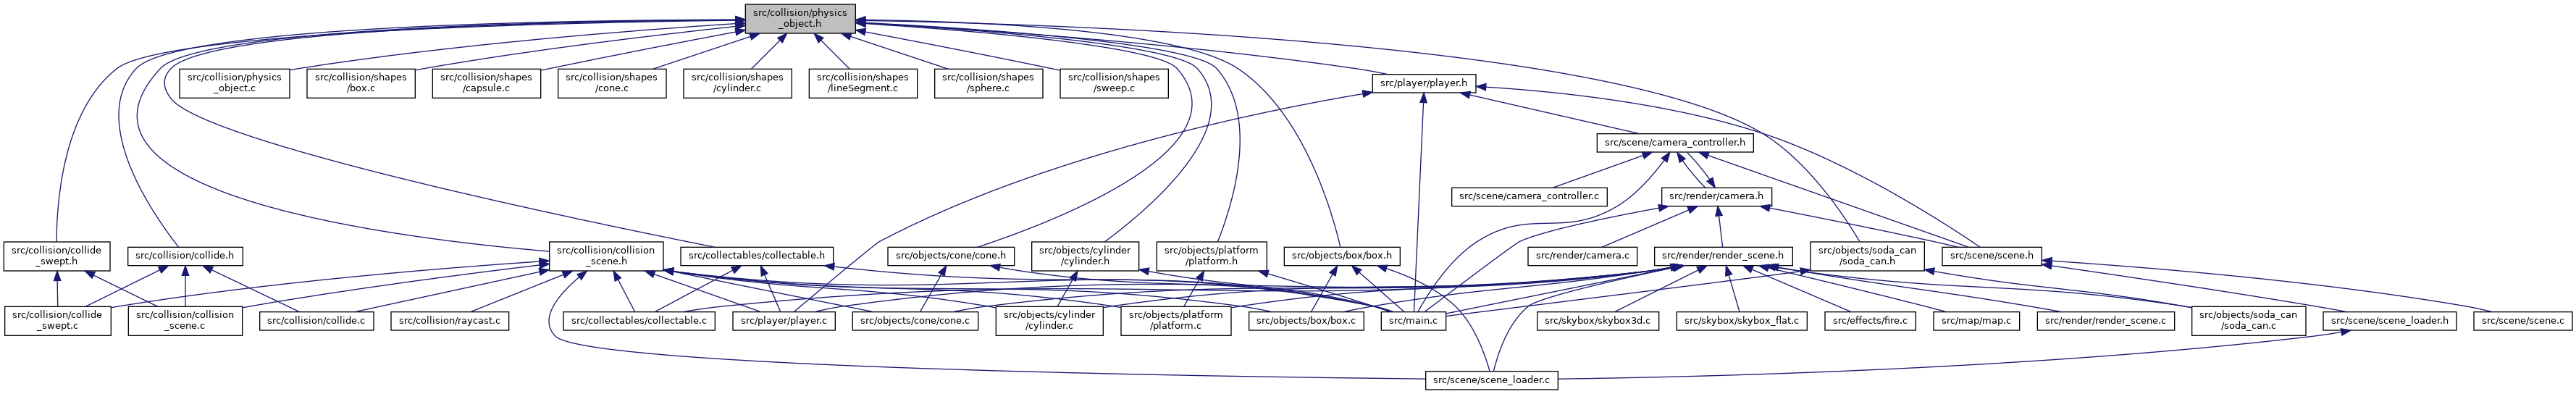 src/collision/physics
_object.h
src/collision/physics
_object.c
src/collision/shapes
/box.c
src/collision/shapes
/capsule.c
src/collision/shapes
/cone.c
src/collision/shapes
/cylinder.c
src/collision/shapes
/lineSegment.c
src/collision/shapes
/sphere.c
src/collision/shapes
/sweep.c
src/player/player.h
src/scene/camera_controller.h
src/scene/camera_controller.c
src/render/camera.h
src/collision/collide
_swept.h
src/collision/collide.h
src/collision/collision
_scene.h
src/collectables/collectable.h
src/objects/cone/cone.h
src/objects/cylinder
/cylinder.h
src/objects/platform
/platform.h
src/objects/box/box.h
src/render/camera.c
src/render/render_scene.h
src/objects/soda_can
/soda_can.h
src/scene/scene.h
src/collision/collide
_swept.c
src/collision/collision
_scene.c
src/collision/collide.c
src/collision/raycast.c
src/collectables/collectable.c
src/player/player.c
src/objects/cone/cone.c
src/objects/cylinder
/cylinder.c
src/objects/platform
/platform.c
src/objects/box/box.c
src/main.c
src/skybox/skybox3d.c
src/skybox/skybox_flat.c
src/effects/fire.c
src/map/map.c
src/render/render_scene.c
src/objects/soda_can
/soda_can.c
src/scene/scene_loader.h
src/scene/scene.c
src/scene/scene_loader.c